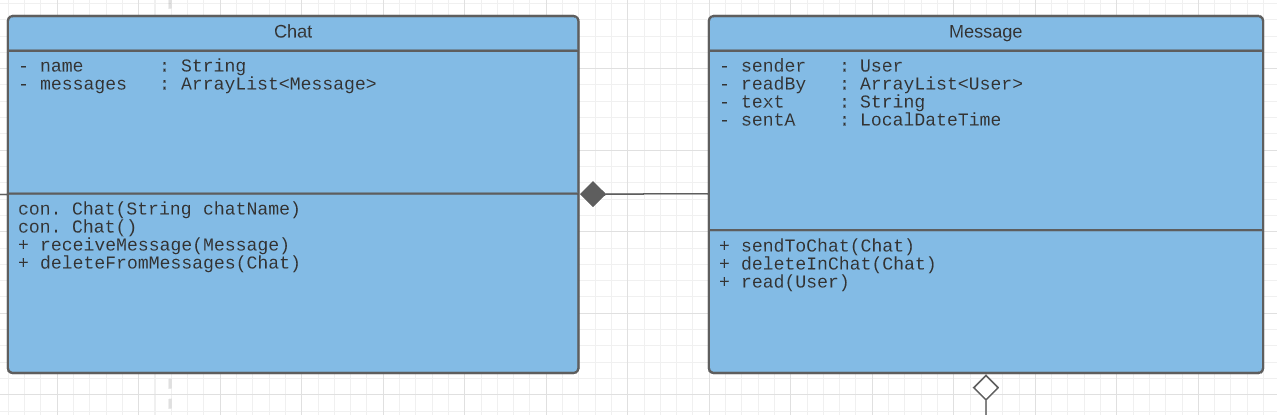 Chat
- name : String
- messages : ArrayList<Message>
con. Chat(String chatName)
con. Chat()
+ receiveMessage(Message)
+ deleteFromMessages(Chat)
Message
- sender : User
- readBy : ArrayList<User>
- text : String
- sentA : LocalDateTime
+ sendToChat(Chat)
+ deleteInChat(Chat)
+ read(User)